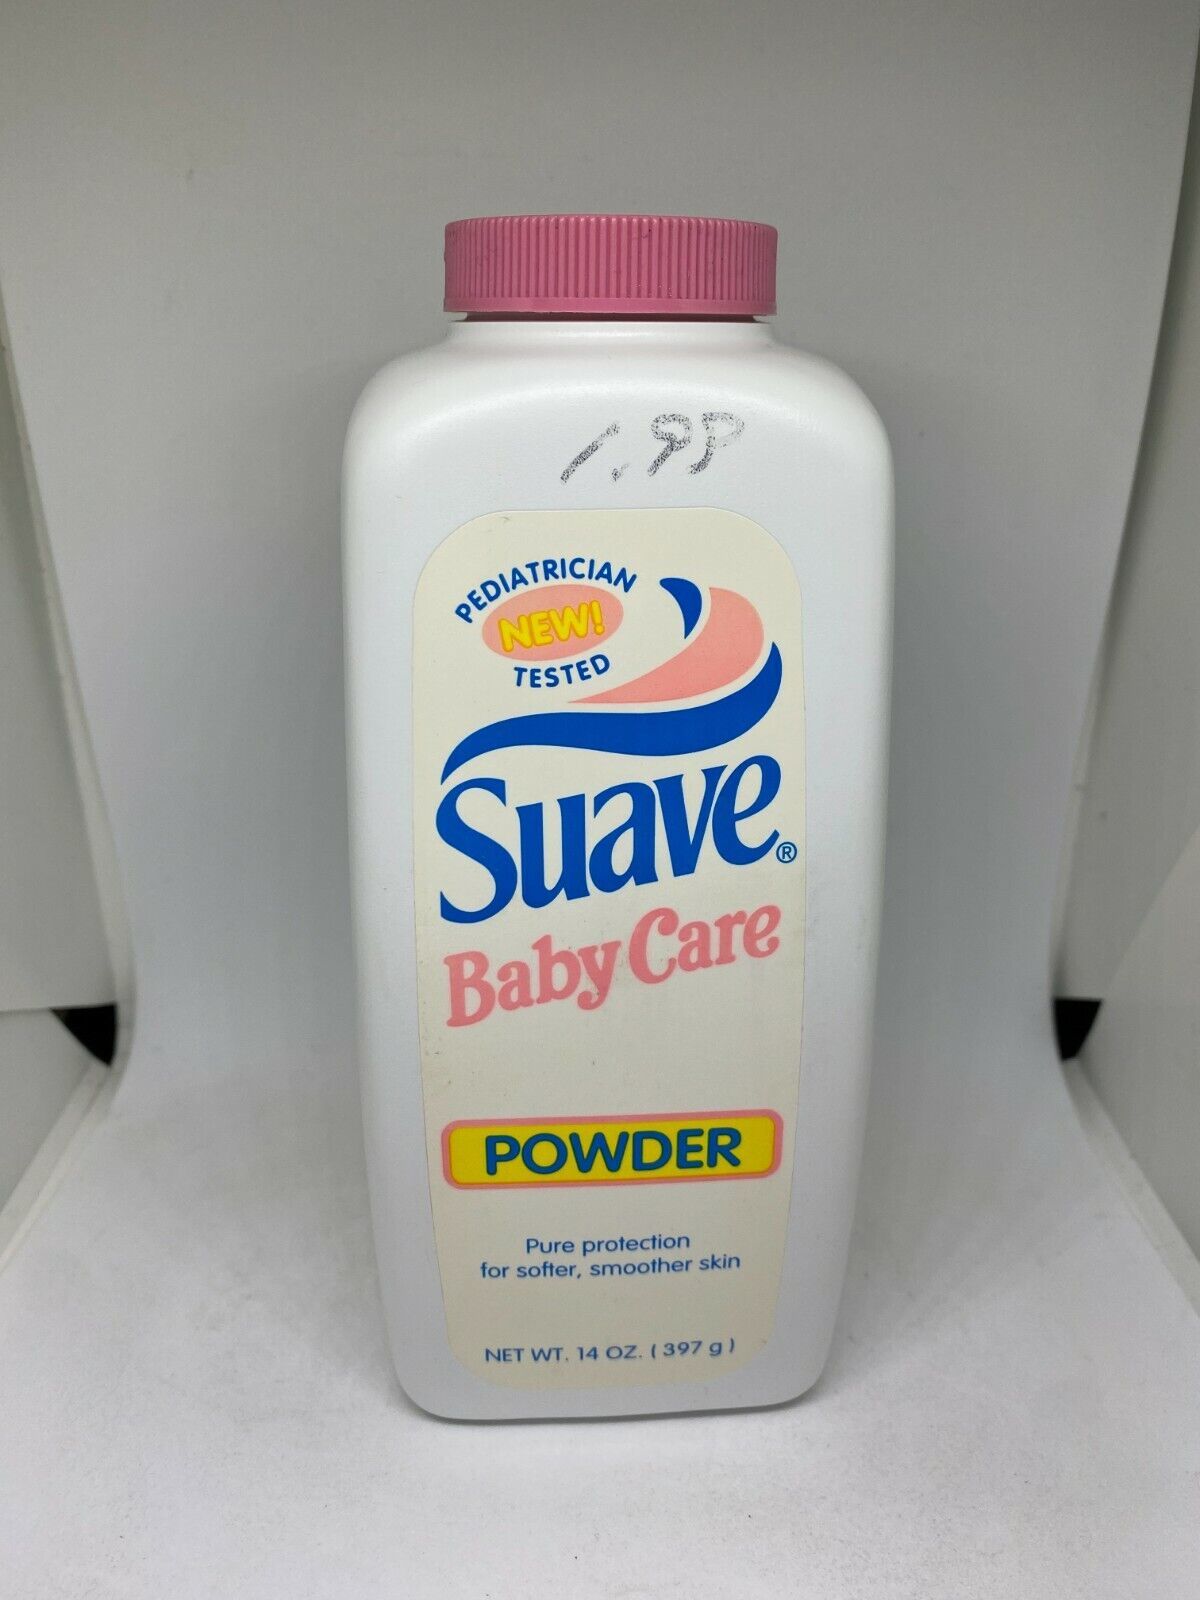 1.99
PEDIATRICIAN
NEW!
TESTED
Suave®
Baby Care
POWDER
Pure protection
for softer, smoother skin
NET WT. 14 OZ. (397 g)